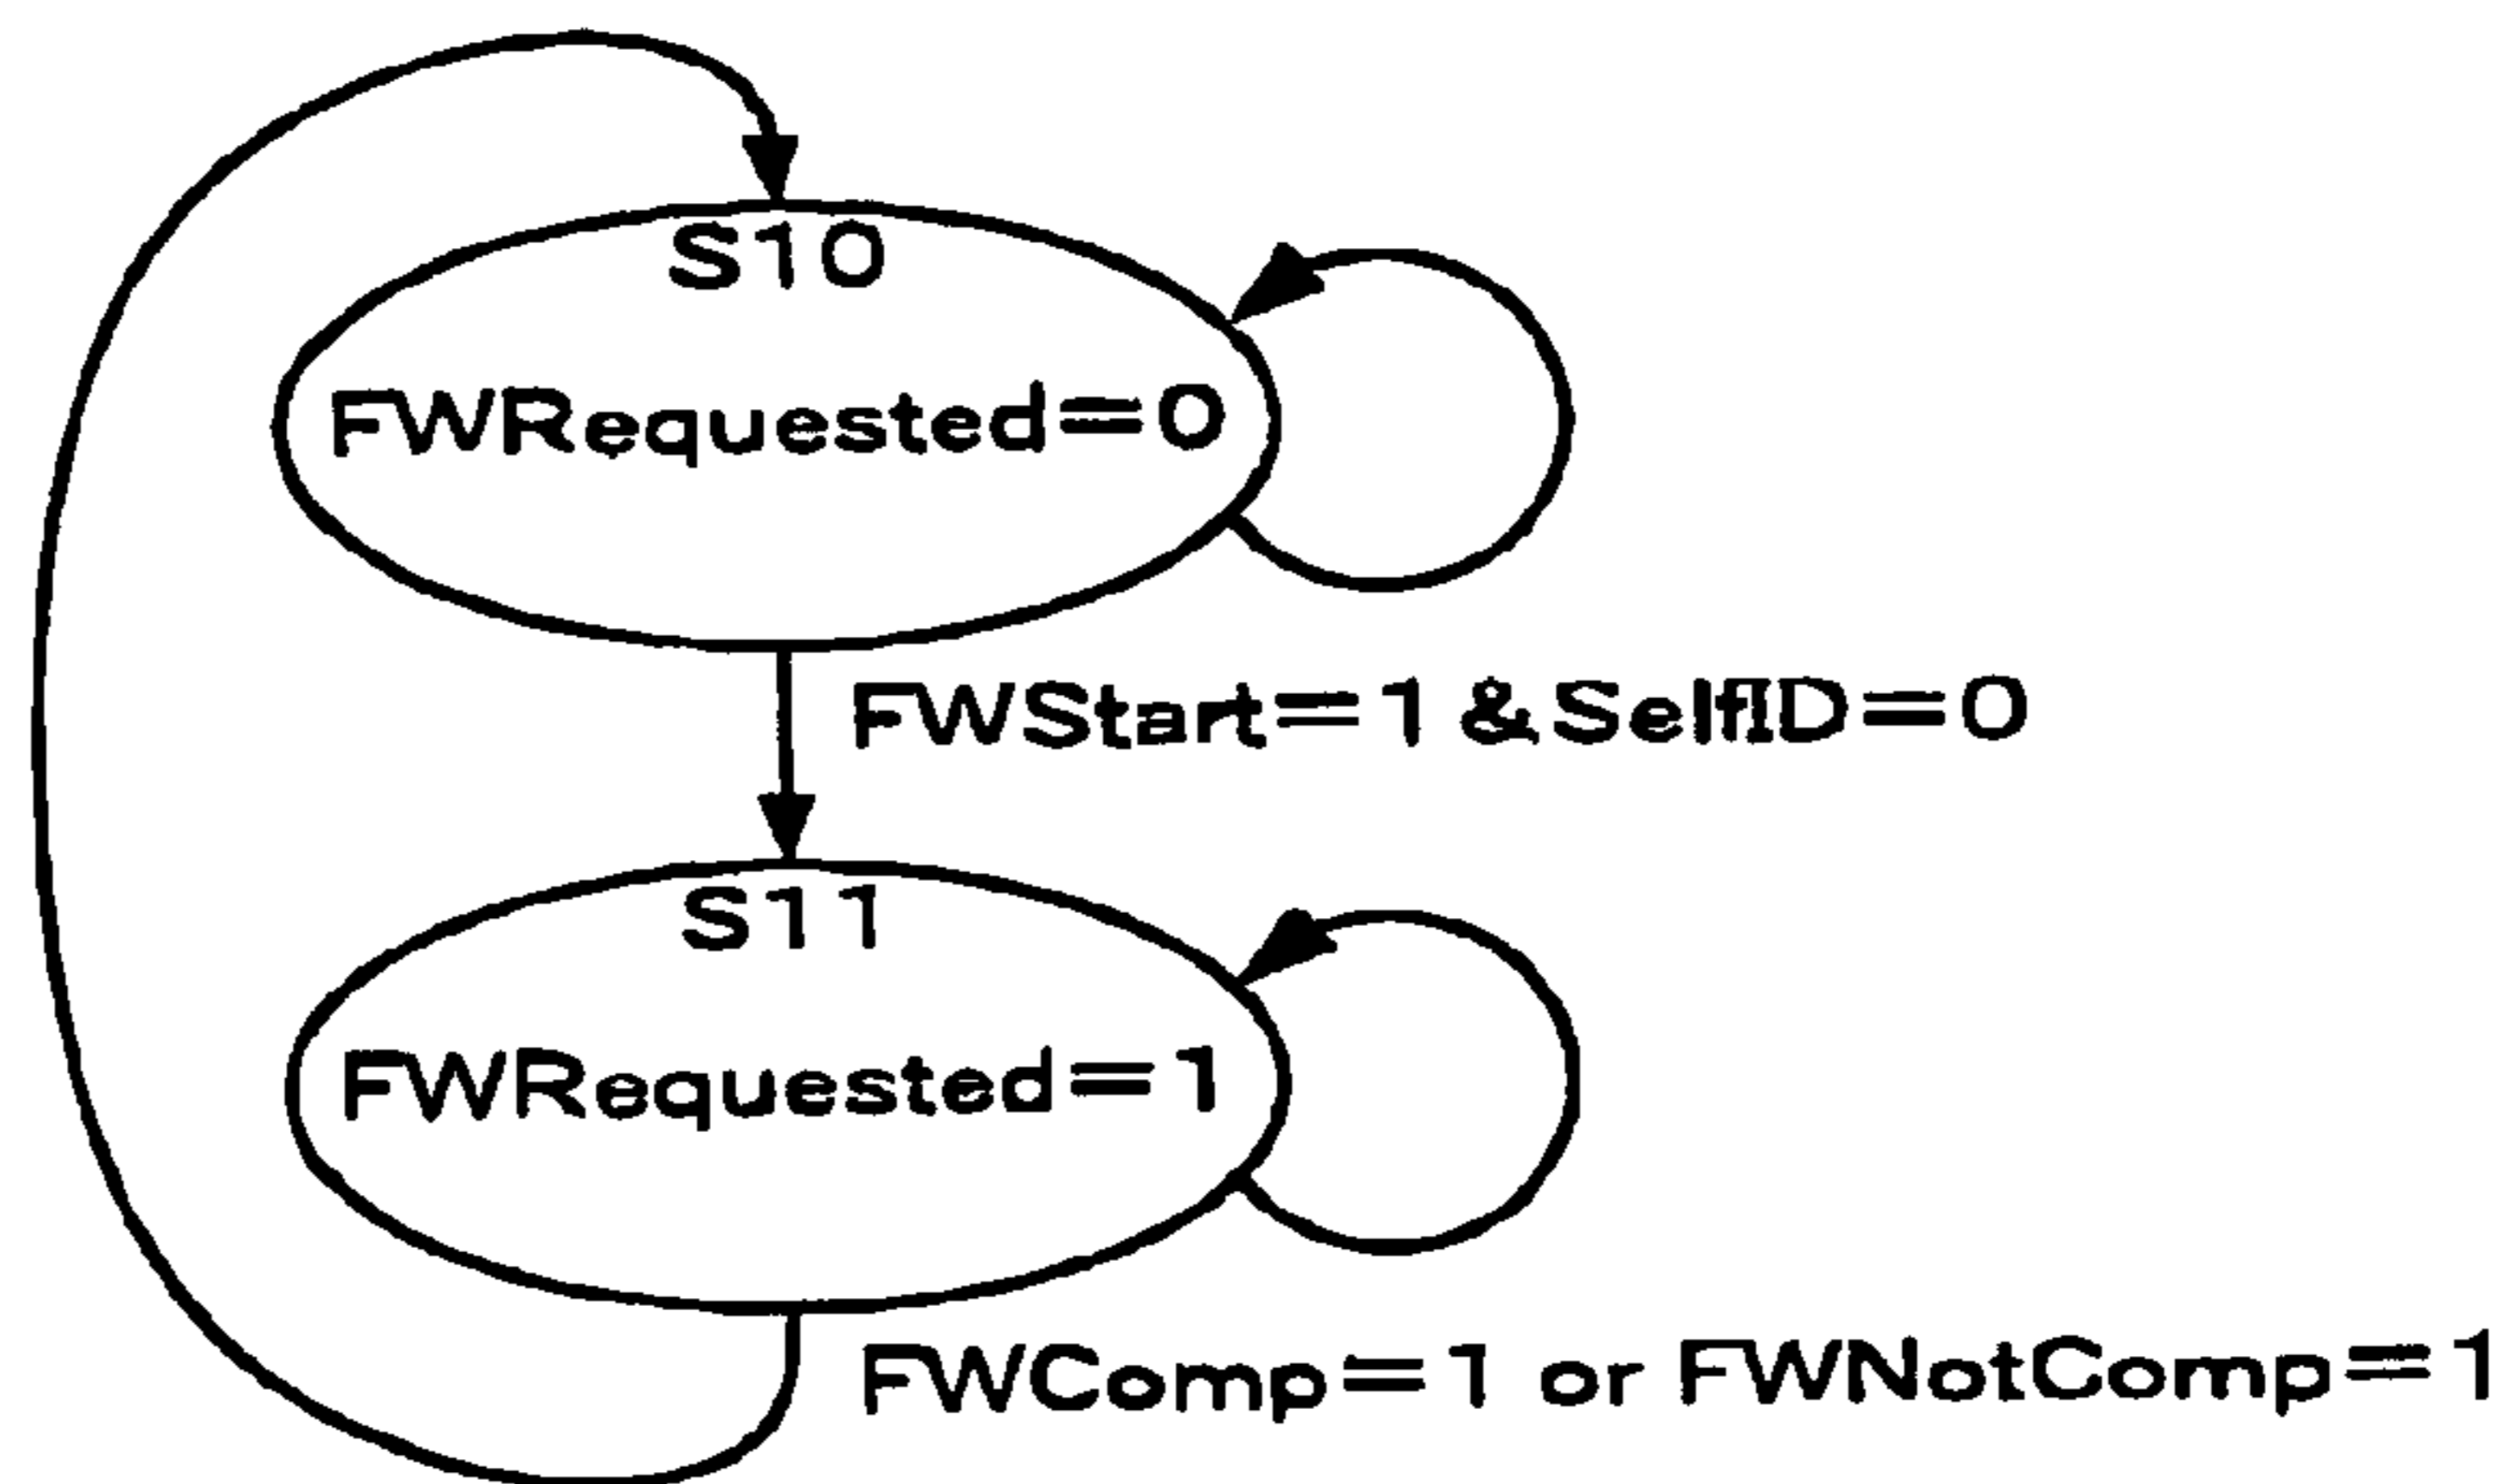 S10
FWRequested=0
FWStart=1 & SelfID=0
S11
FWRequested=1
FWComp=1 or FWNotComp=1